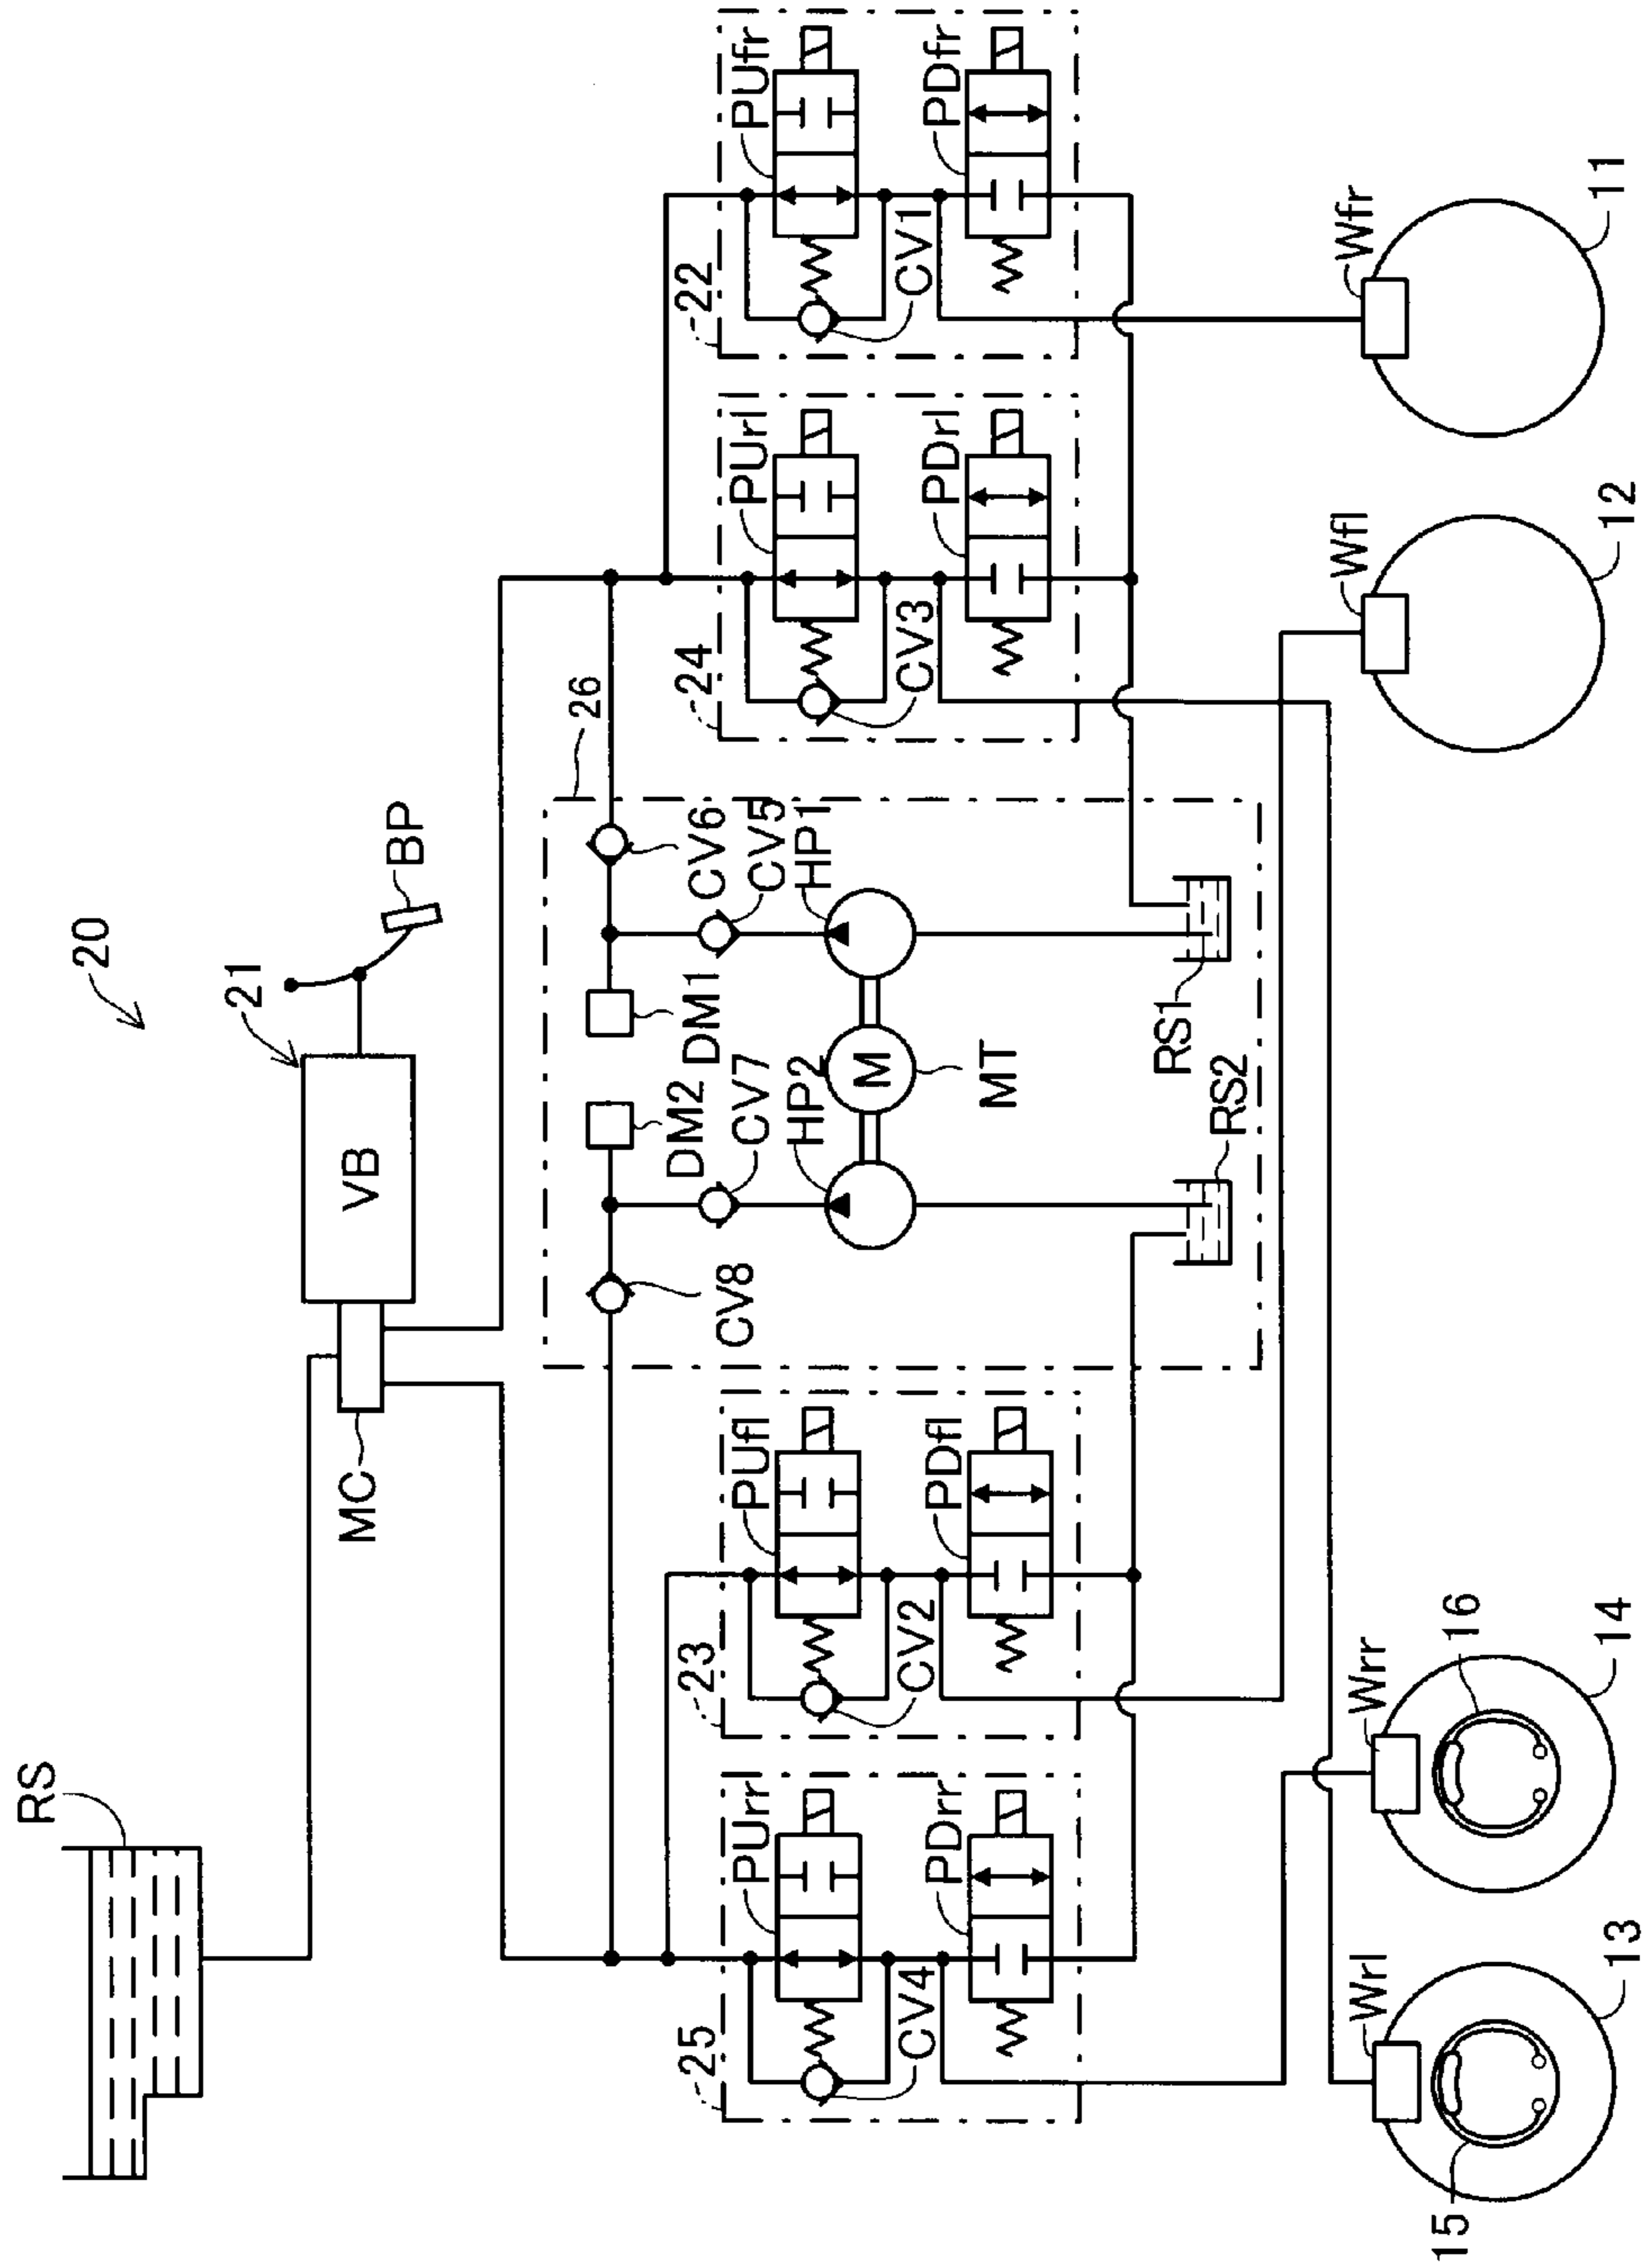 20
21
BP
VB
MC
RS
26
CV6
CV5
HP1
DM1
DM2
CV7
HP2
CV8
M
MT
RS1
RS2
22
PUfr
CV1
PDfr
24
PUrl
CV3
PDrl
23
PUfl
CV2
PDfl
25
PUrr
CV4
PDrr
Wfr
11
Wfl
12
Wrr
16
14
Wrl
15
13